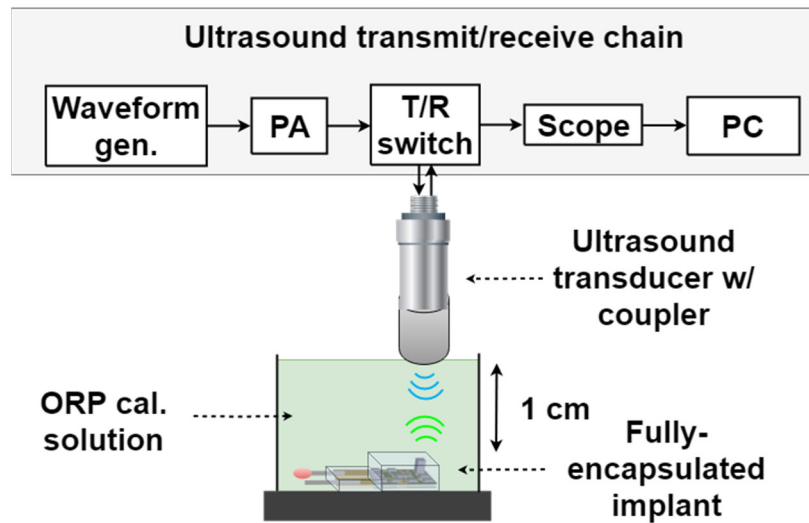 Ultrasound transmit/receive chain
Waveform
gen.
PA
T/R
switch
Scope
PC
Ultrasound
transducer w/
coupler
ORP cal.
solution
1 cm
Fully-
encapsulated
implant